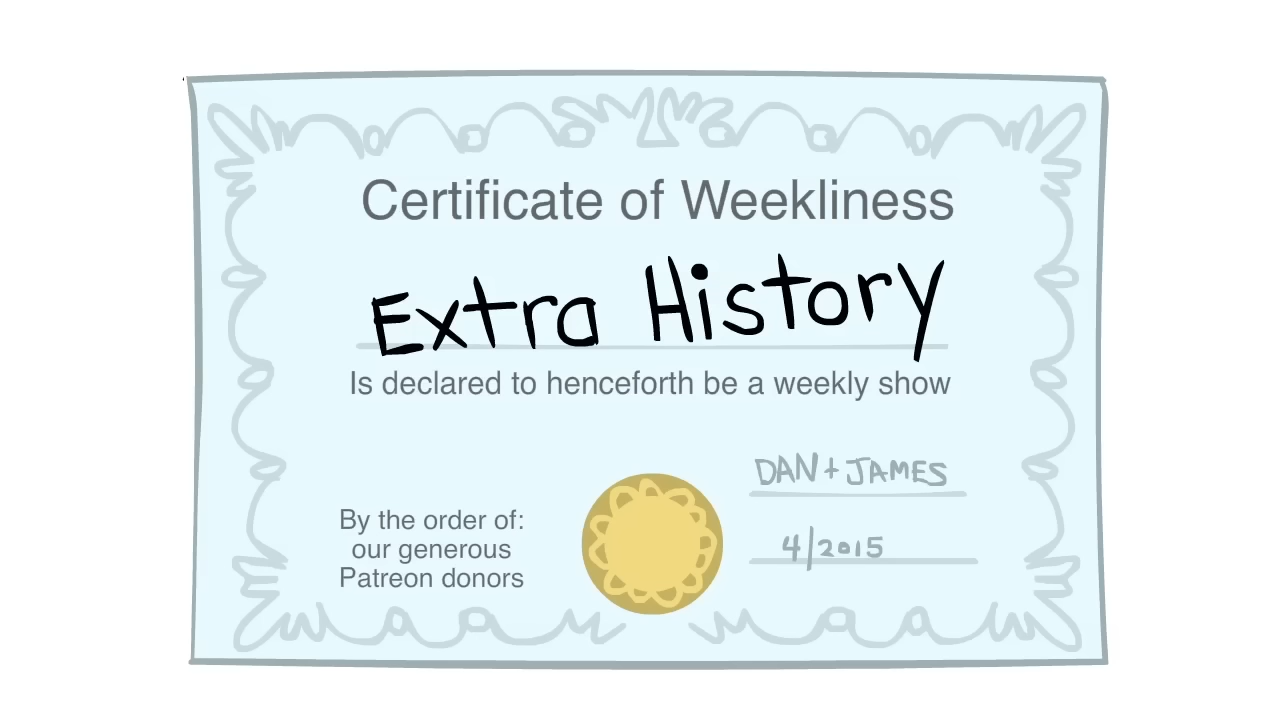 Certificate of Weekliness
Extra History
Is declared to henceforth be a weekly show
DAN + JAMES
4/2015
By the order of:
our generous
Patreon donors